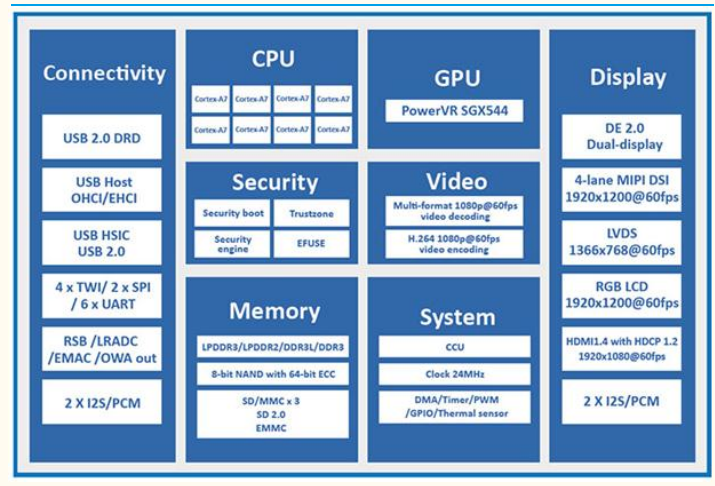 Connectivity
USB 2.0 DRD
USB Host
OHCI/EHCI
USB HSIC
USB 2.0
4 x TWI/ 2 x SPI
/ 6 x UART
RSB /LRADC
/EMAC /OWA out
2 X I2S/PCM
CPU
Cortex-A7 Cortex-A7 Cortex-A7 Cortex-A7
Cortex-A7 Cortex-A7 Cortex-A7 Cortex-A7
GPU
PowerVR SGX544
Security
Security boot
Trustzone
Security
engine
EFUSE
Video
Multi-format 1080p@60fps
video decoding
H.264 1080p@60fps
video encoding
Memory
LPDDR3/LPDDR2/DDR3L/DDR3
8-bit NAND with 64-bit ECC
SD/MMC x 3
SD 2.0
EMMC
System
CCU
Clock 24MHz
DMA/Timer/PWM
/GPIO/Thermal sensor
Display
DE 2.0
Dual-display
4-lane MIPI DSI
1920x1200@60fps
LVDS
1366x768@60fps
RGB LCD
1920x1200@60fps
HDMI1.4 with HDCP 1.2
1920x1080@60fps
2 X I2S/PCM